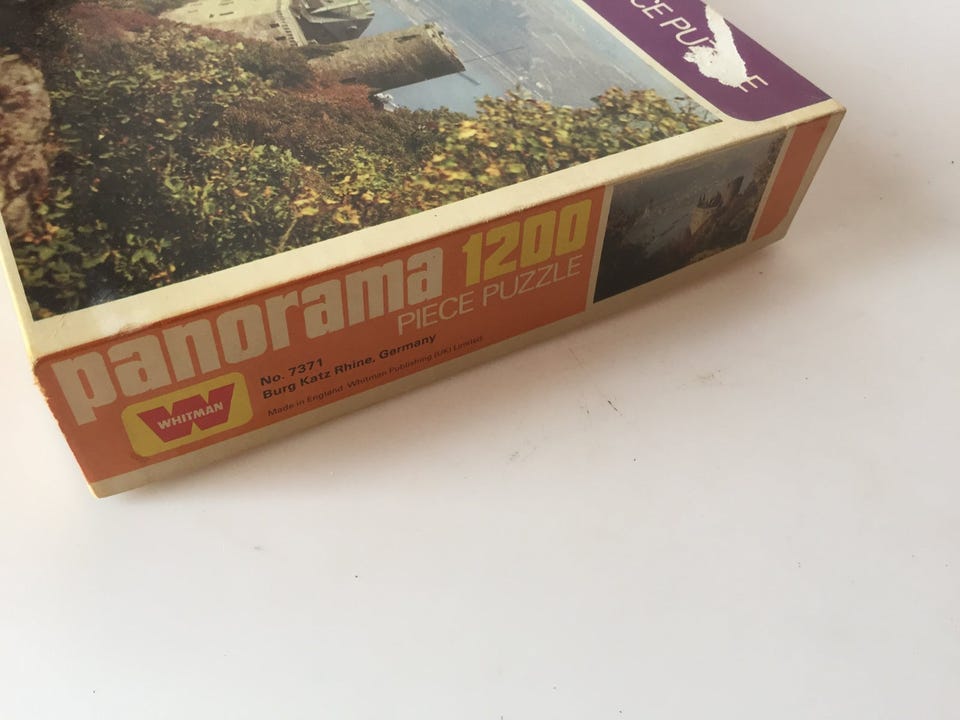 CE PU
E
panorama 1200
PIECE PUZZLE
No. 7371
Burg Katz Rhine, Germany
Made in England Whitman Publishing (UK) Limited
WHITMAN